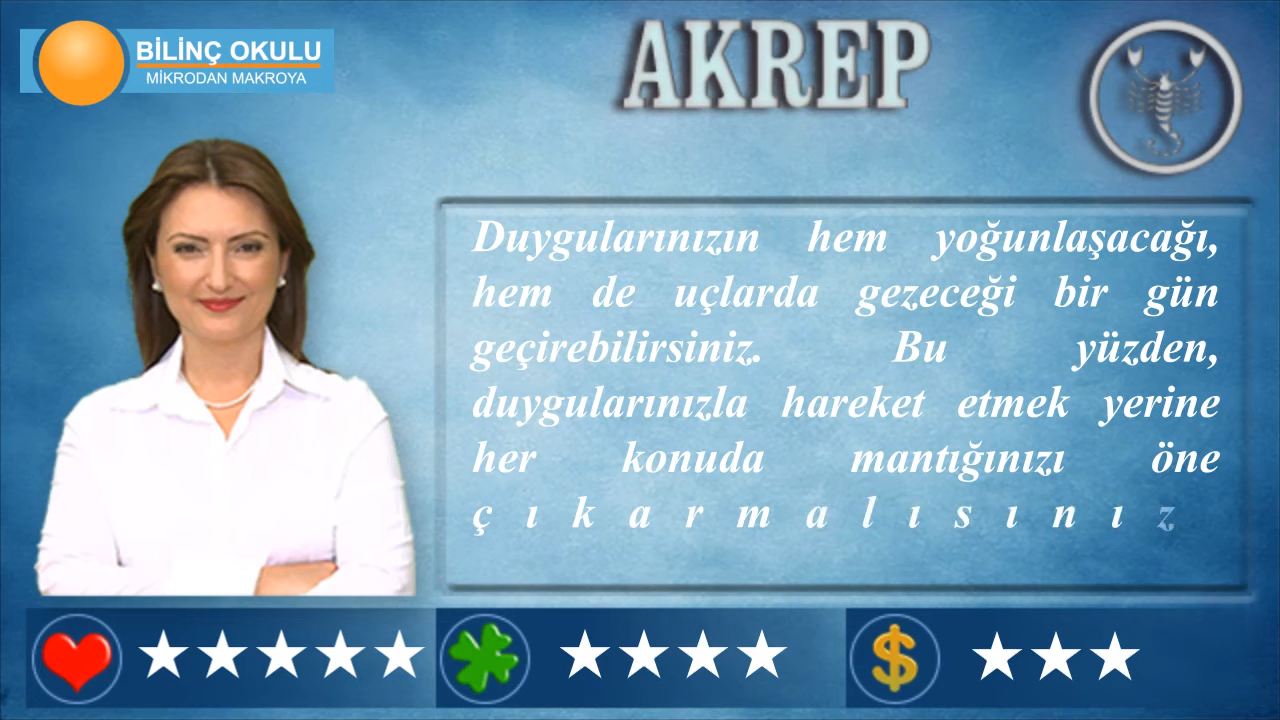 BİLİNÇ OKULU
MİKRODAN MAKROYA
AKREP
Duygularınızın hem yoğunlaşacağı,
hem de uçlarda gezeceği bir gün
geçirebilirsiniz. Bu yüzden,
duygularınızla hareket etmek yerine
her konuda mantığınızı öne
çıkarmalısınız